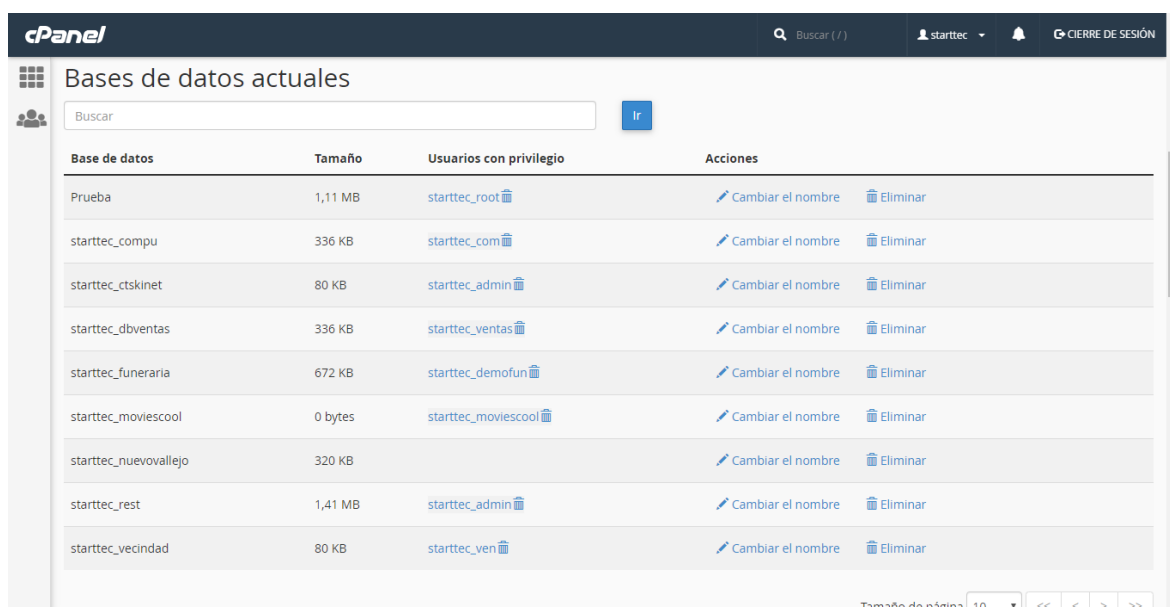 cPanel Buscar ( / ) starttec CIERRE DE SESIÓN
Bases de datos actuales
Buscar Ir
Base de datos Tamaño Usuarios con privilegio Acciones
Prueba 1,11 MB starttec_root Cambiar el nombre Eliminar
starttec_compu 336 KB starttec_com Cambiar el nombre Eliminar
starttec_ctskinet 80 KB starttec_admin Cambiar el nombre Eliminar
starttec_dbventas 336 KB starttec_ventas Cambiar el nombre Eliminar
starttec_funeraria 672 KB starttec_demofun Cambiar el nombre Eliminar
starttec_moviescool 0 bytes starttec_moviescool Cambiar el nombre Eliminar
starttec_nuevovallejo 320 KB Cambiar el nombre Eliminar
starttec_rest 1,41 MB starttec_admin Cambiar el nombre Eliminar
starttec_vecindad 80 KB starttec_ven Cambiar el nombre Eliminar
Tamaño de página 10 << < > >>